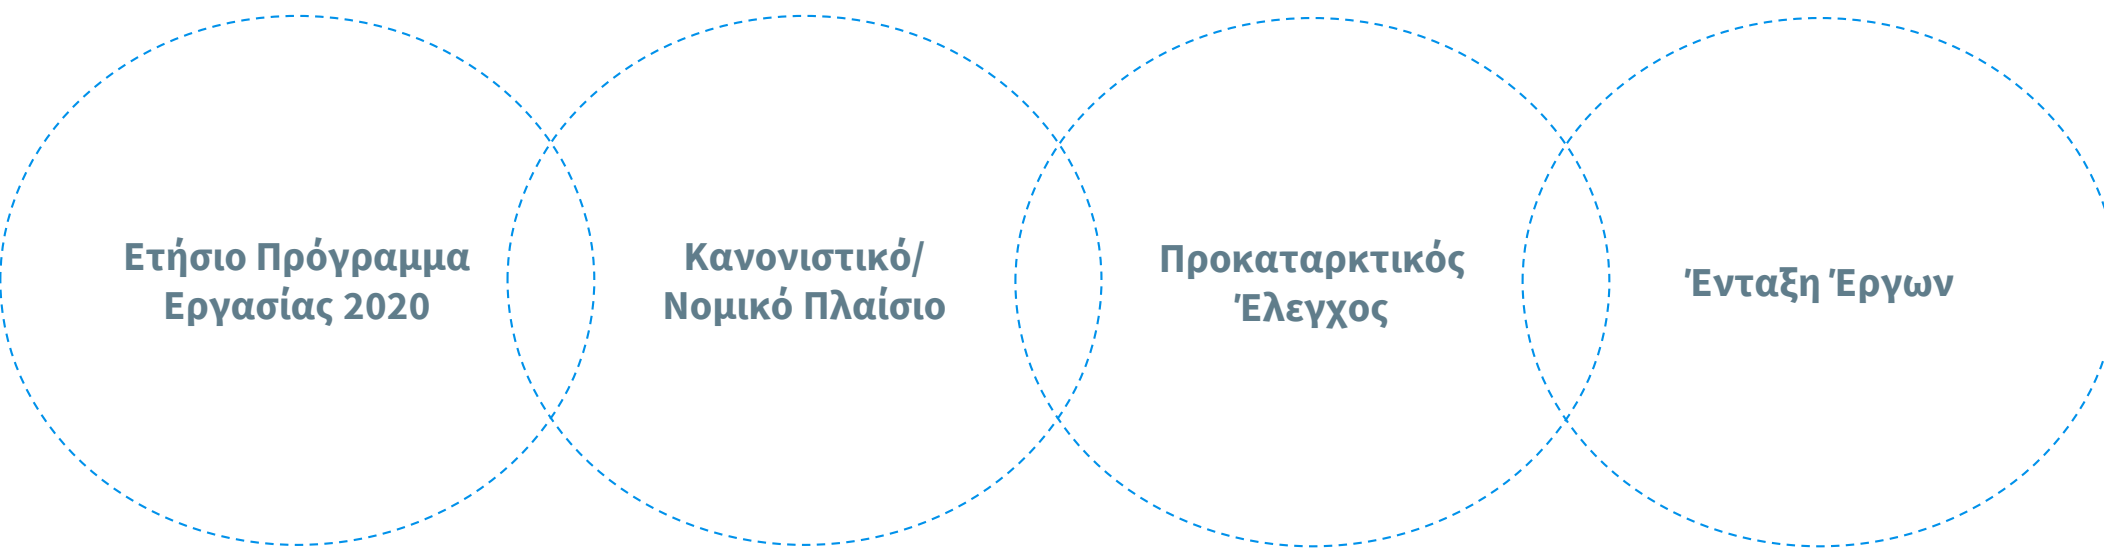 Ετήσιο Πρόγραμμα
Εργασίας 2020
Κανονιστικό/
Νομικό Πλαίσιο
Προκαταρκτικός
Έλεγχος
Ένταξη Έργων